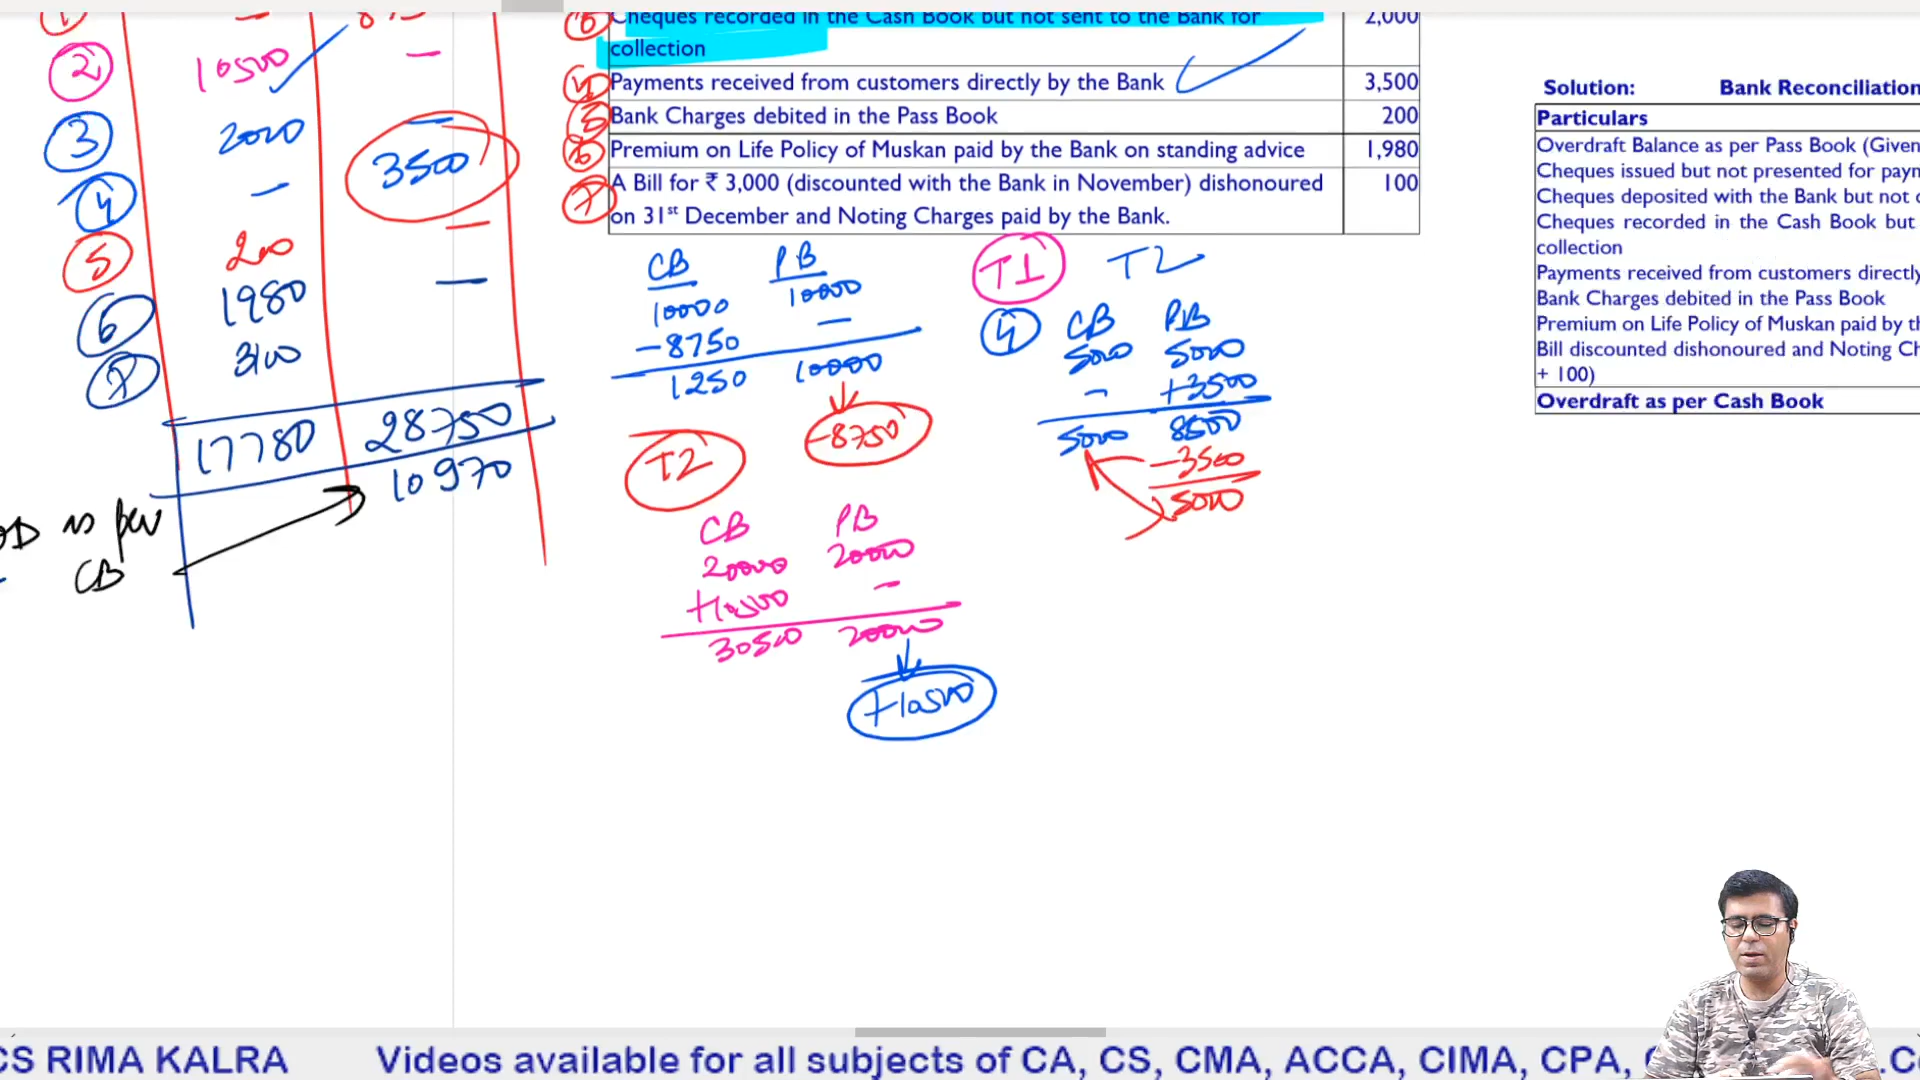 Cheques recorded in the Cash Book but not sent to the Bank for 2,000
collection
Payments received from customers directly by the Bank 3,500
Bank Charges debited in the Pass Book 200
Premium on Life Policy of Muskan paid by the Bank on standing advice 1,980
A Bill for ₹ 3,000 (discounted with the Bank in November) dishonoured 100
on 31st December and Noting Charges paid by the Bank.
2 10500 —
3 2000 —
4 — 3500
5 200 —
6 1980 —
7 3100
17780 28750
10970
OD as per
CB
CB PB
10000 10000
-8750 —
1250 10000
-8750
T2
CB PB
20000 20000
+10500 —
30500 20000
+10500
T1 T2
4 CB PB
5000 5000
- +3500
5000 8500
-3500
5000
Solution: Bank Reconciliation
Particulars
Overdraft Balance as per Pass Book (Given
Cheques issued but not presented for
Cheques deposited with the Bank but not
Cheques recorded in the Cash Book but
collection
Payments received from customers directly
Bank Charges debited in the Pass Book
Premium on Life Policy of Muskan paid by
Bill discounted dishonoured and Noting
+ 100)
Overdraft as per Cash Book
CS RIMA KALRA Videos available for all subjects of CA, CS, CMA, ACCA, CIMA, CPA,